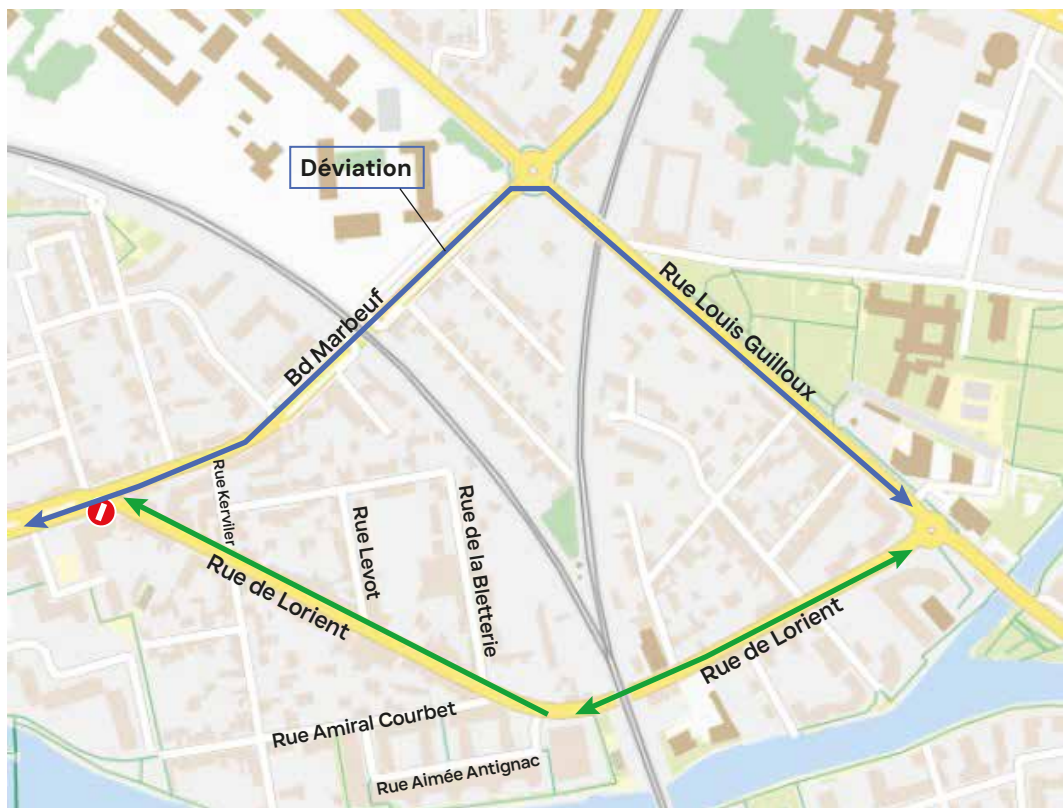 Déviation
Bd Marbeuf
Rue Louis Guilloux
Rue Kerviler
Rue Levot
Rue de la Bletterie
Rue de Lorient
Rue de Lorient
Rue Amiral Courbet
Rue Aimée Antignac